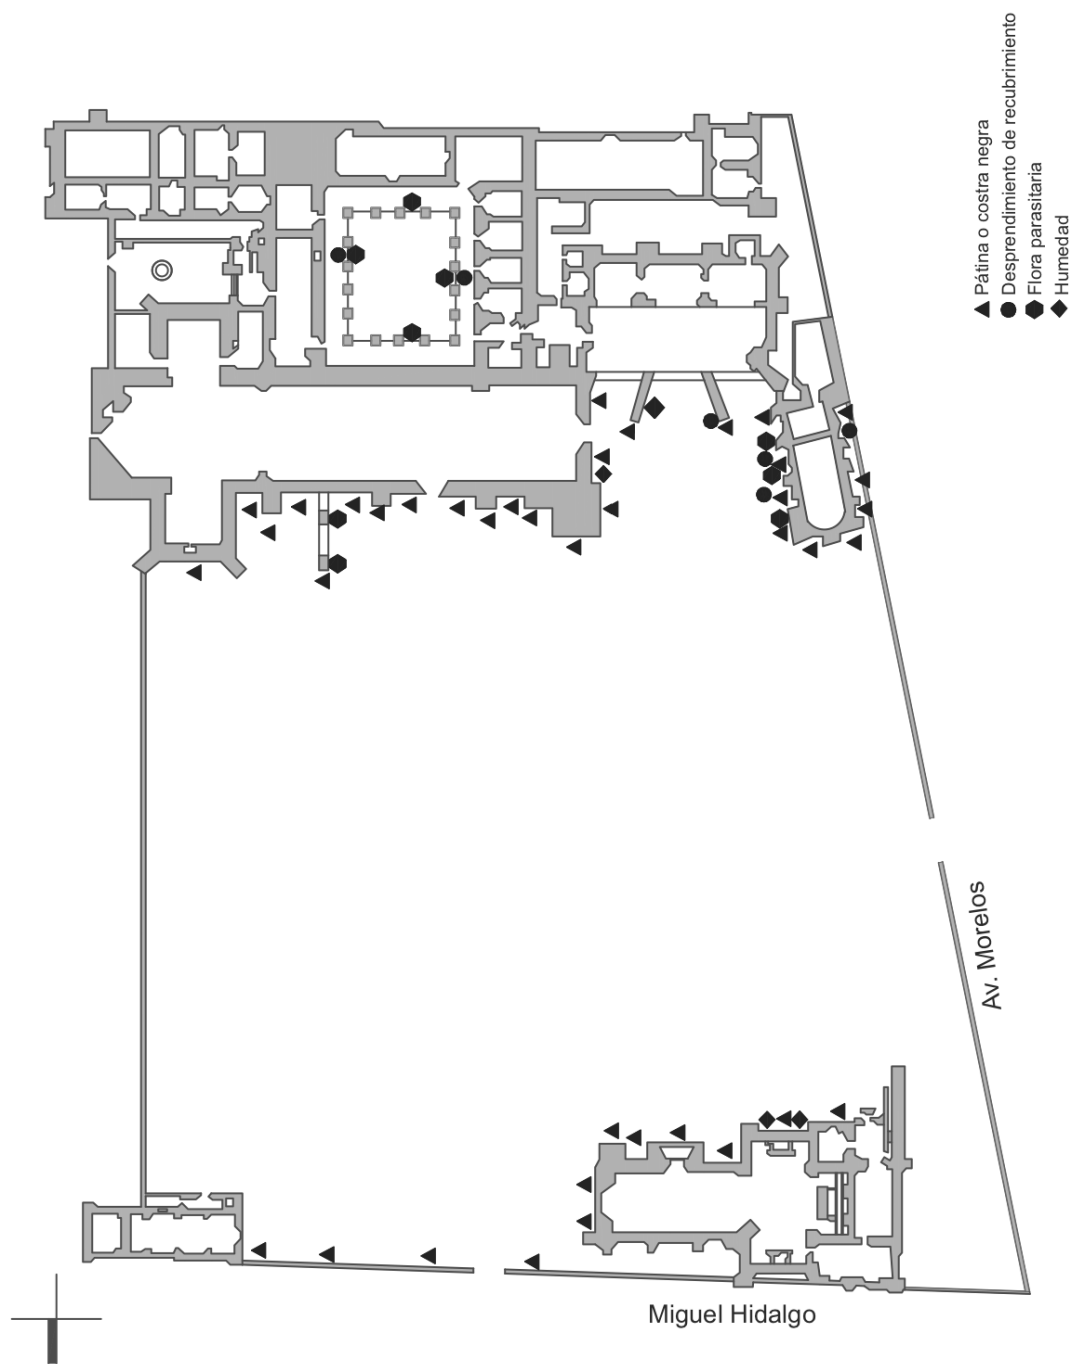 Pátina o costra negra
Desprendimiento de recubrimiento
Flora parasitaria
Humedad
Av. Morelos
Miguel Hidalgo